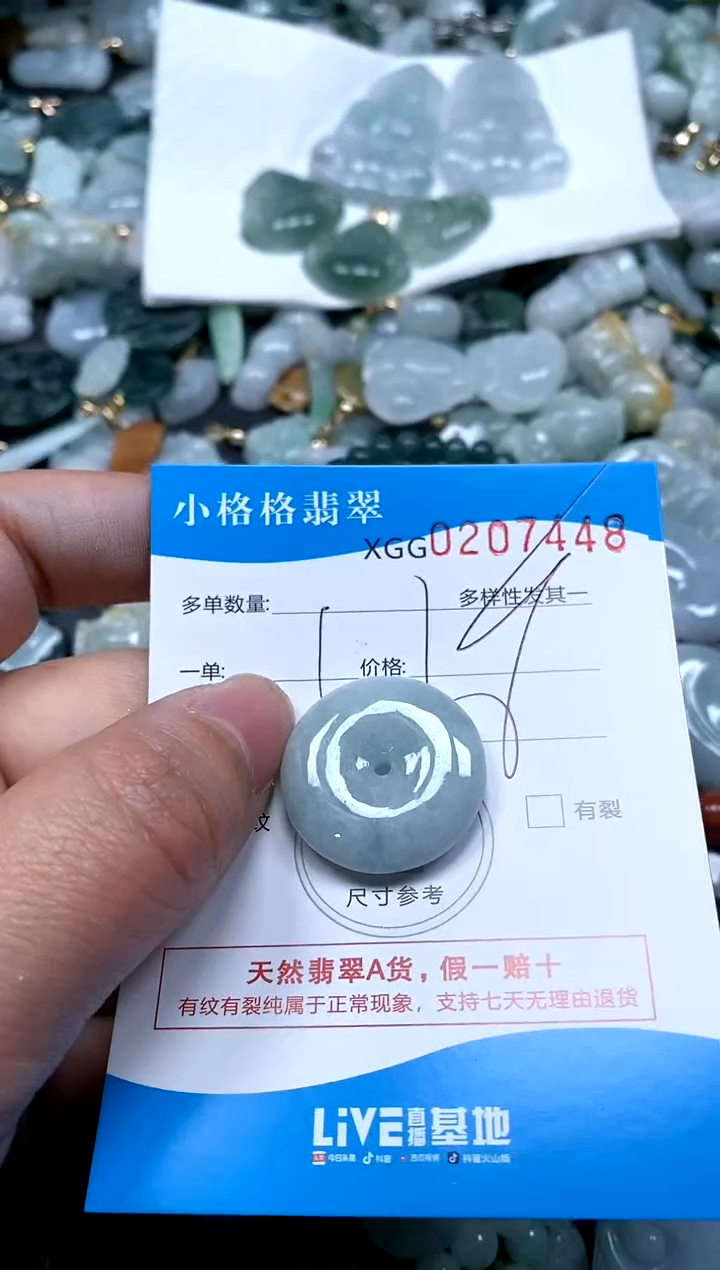 小格格翡翠
XGG0207448
多单数量:
多样性发其一
一单:
价格:
纹
有裂
尺寸参考
天然翡翠A货，假一赔十
有纹有裂纯属于正常现象，支持七天无理由退货
LiVE直播基地
今日头条 抖音 西瓜视频 抖音火山版